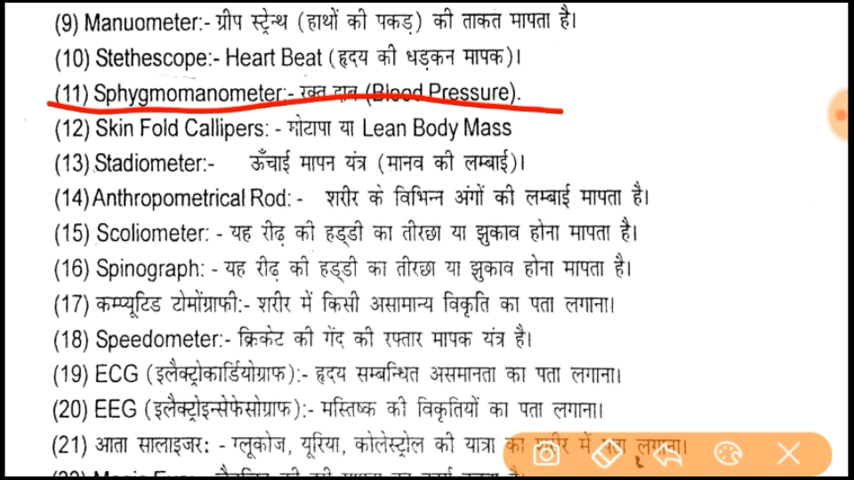 (9) Manuometer:- ग्रीप स्ट्रेन्थ (हाथों की पकड़) की ताकत मापता है।
(10) Stethescope:- Heart Beat (हृदय की धड़कन मापक)।
(11) Sphygmomanometer:- रक्त दाब (Blood Pressure).
(12) Skin Fold Callipers: - मोटापा या Lean Body Mass
(13) Stadiometer:- ऊँचाई मापन यंत्र (मानव की लम्बाई)।
(14) Anthropometrical Rod: - शरीर के विभिन्न अंगों की लम्बाई मापता है।
(15) Scoliometer: - यह रीढ़ की हड्डी का तीरछा या झुकाव होना मापता है।
(16) Spinograph: - यह रीढ़ की हड्डी का तीरछा या झुकाव होना मापता है।
(17) कम्प्यूटिड टोमोंग्राफी:- शरीर में किसी असामान्य विकृति का पता लगाना।
(18) Speedometer:- क्रिकेट की गेंद की रफ्तार मापक यंत्र है।
(19) ECG (इलैक्ट्रोकार्डियोग्राफ):- हृदय सम्बन्धित असमानता का पता लगाना।
(20) EEG (इलैक्ट्रोइन्सेफेसोग्राफ):- मस्तिष्क की विकृतियों का पता लगाना।
(21) आता सालाइजर: - ग्लूकोज, यूरिया, कोलेस्ट्रोल की यात्रा का शरीर में पता लगाना।